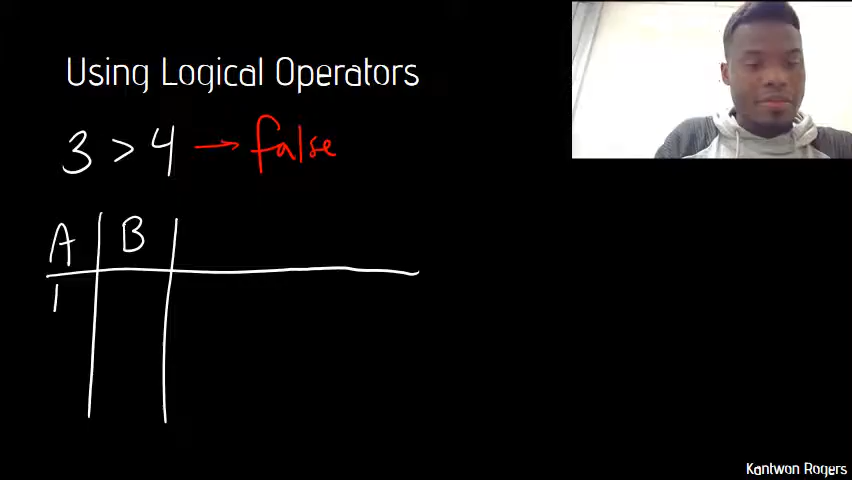 Using Logical Operators
3 > 4 → false
A B
1
Kantwon Rogers